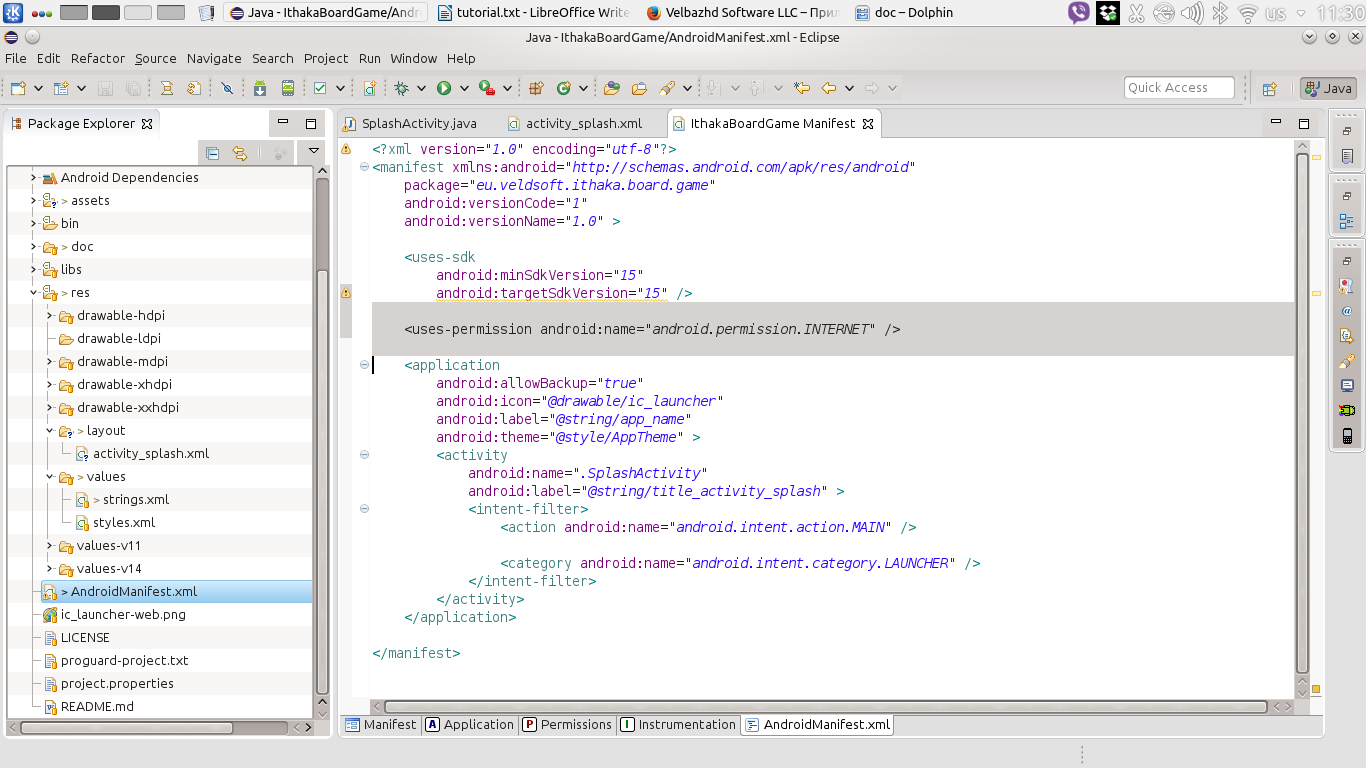 Java - IthakaBoardGame/Andr
tutorial.txt - LibreOffice Write
Velbazhd Software LLC – При
doc – Dolphin
us
11:30
Java - IthakaBoardGame/AndroidManifest.xml - Eclipse
File Edit Refactor Source Navigate Search Project Run Window Help
Quick Access
Java
Package Explorer
SplashActivity.java
activity_splash.xml
IthakaBoardGame Manifest
Android Dependencies
> assets
bin
> doc
libs
> res
drawable-hdpi
drawable-ldpi
drawable-mdpi
drawable-xhdpi
drawable-xxhdpi
> layout
activity_splash.xml
> values
> strings.xml
styles.xml
values-v11
values-v14
> AndroidManifest.xml
ic_launcher-web.png
LICENSE
proguard-project.txt
project.properties
README.md
<?xml version="1.0" encoding="utf-8"?>
<manifest xmlns:android="http://schemas.android.com/apk/res/android"
package="eu.veldsoft.ithaka.board.game"
android:versionCode="1"
android:versionName="1.0" >
<uses-sdk
android:minSdkVersion="15"
android:targetSdkVersion="15" />
<uses-permission android:name="android.permission.INTERNET" />
<application
android:allowBackup="true"
android:icon="@drawable/ic_launcher"
android:label="@string/app_name"
android:theme="@style/AppTheme" >
<activity
android:name=".SplashActivity"
android:label="@string/title_activity_splash" >
<intent-filter>
<action android:name="android.intent.action.MAIN" />
<category android:name="android.intent.category.LAUNCHER" />
</intent-filter>
</activity>
</application>
</manifest>
Manifest
A Application
P Permissions
I Instrumentation
AndroidManifest.xml